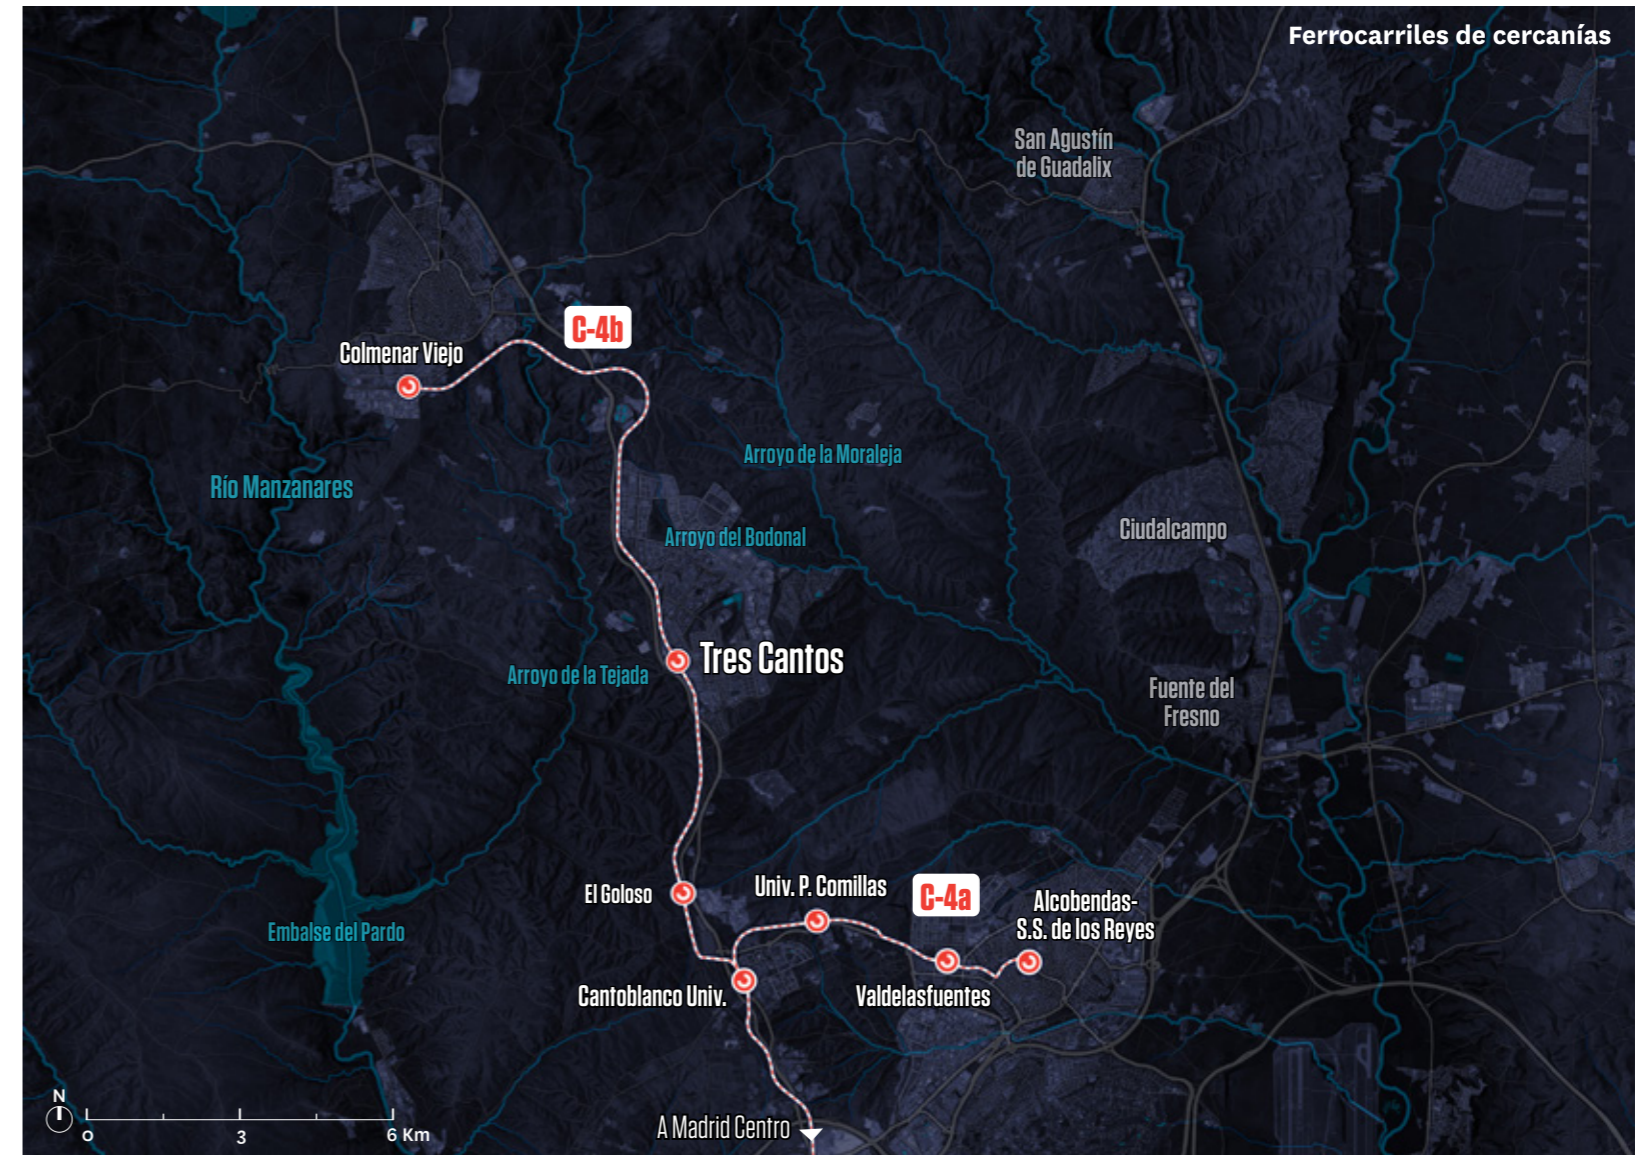 Ferrocarriles de cercanías
San Agustín
de Guadalix
C-4b
Colmenar Viejo
Arroyo de la Moraleja
Río Manzanares
Ciudalcampo
Arroyo del Bodonal
Tres Cantos
Arroyo de la Tejada
Fuente del
Fresno
El Goloso
Univ. P. Comillas
C-4a
Alcobendas-
S.S. de los Reyes
Embalse del Pardo
Cantoblanco Univ.
Valdelasfuentes
N
0
3
6 Km
A Madrid Centro